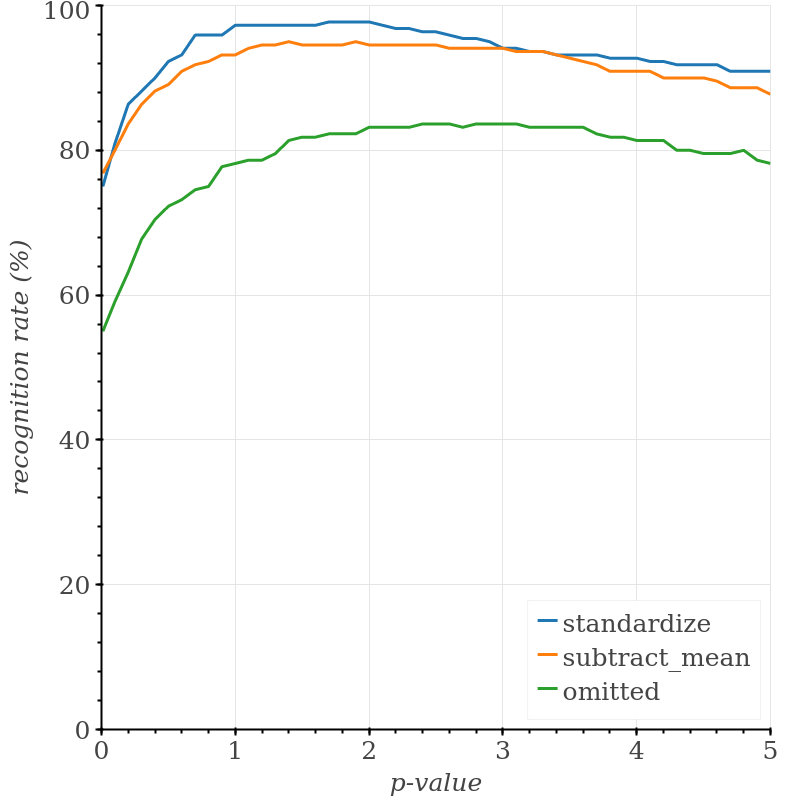 100
80
60
40
20
0
recognition rate (%)
0 1 2 3 4 5
p-value
standardize
subtract_mean
omitted